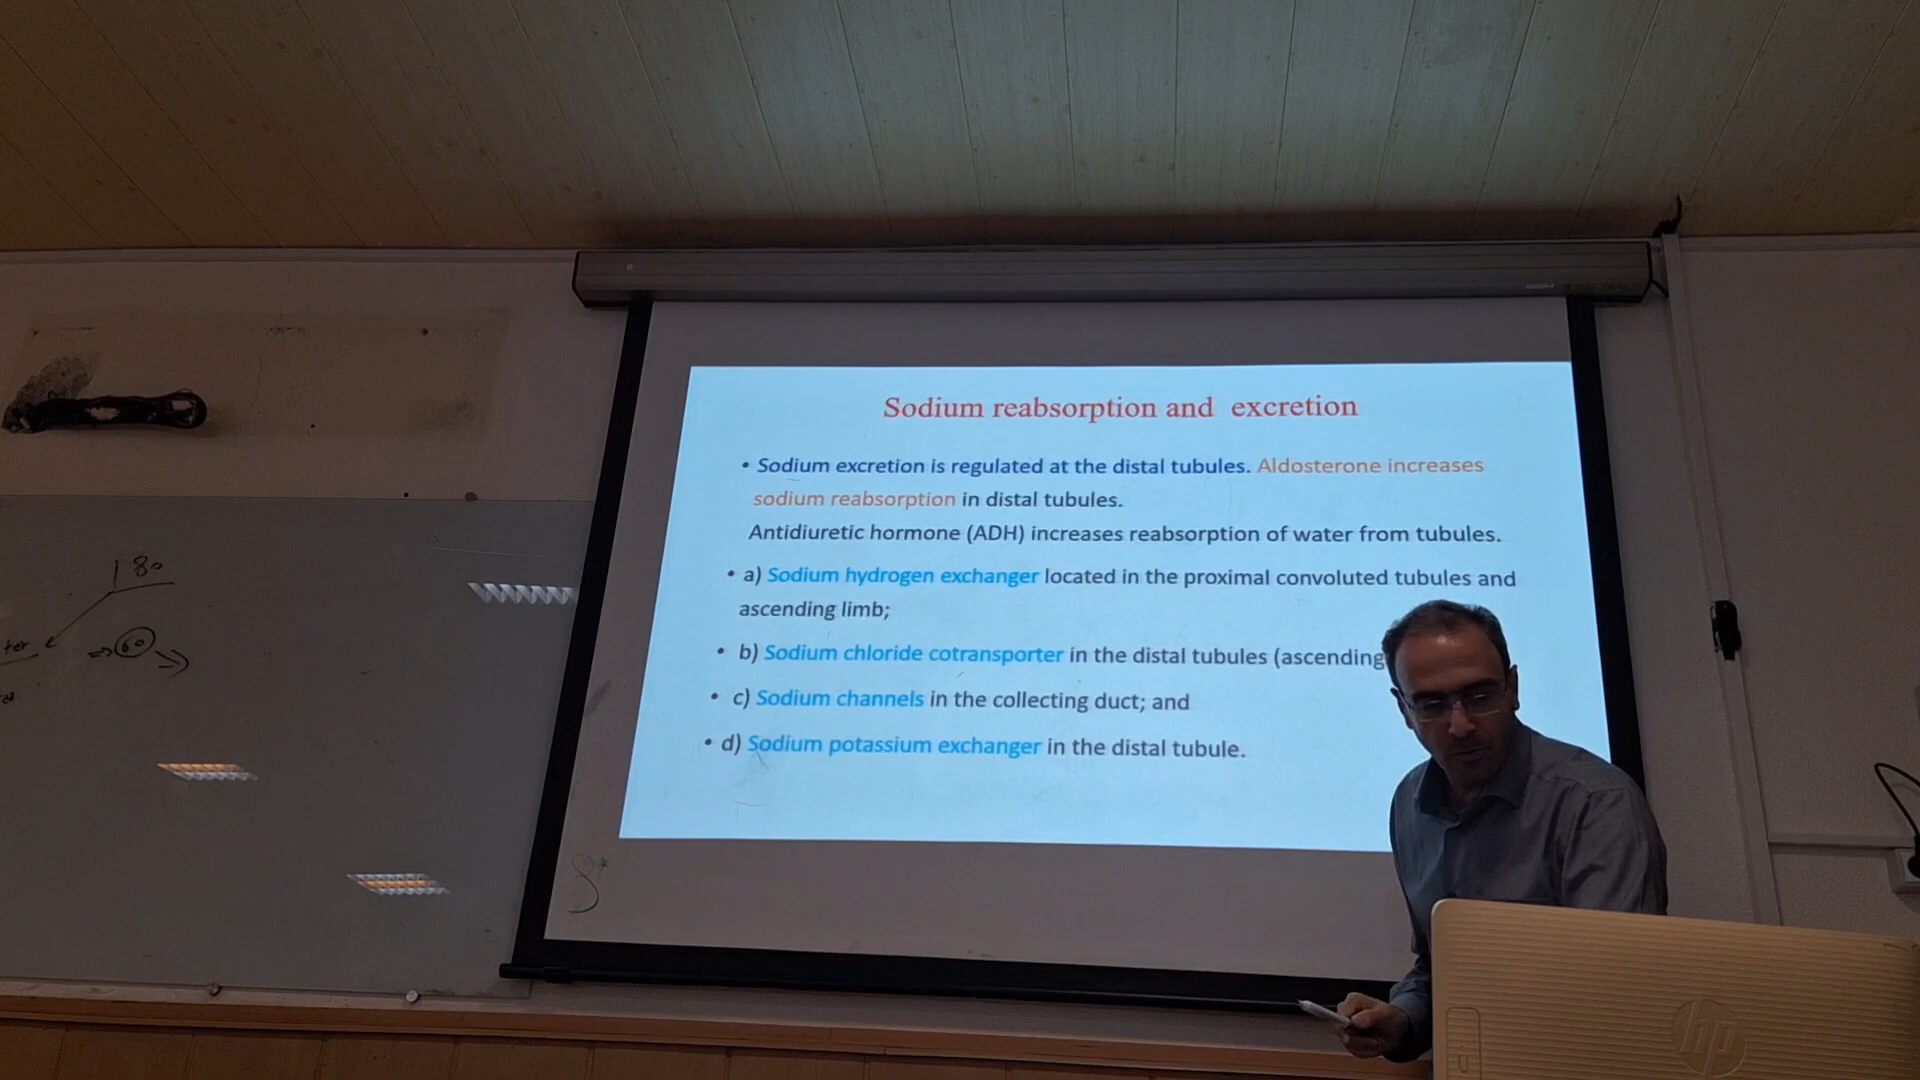 Sodium reabsorption and excretion
• Sodium excretion is regulated at the distal tubules. Aldosterone increases
sodium reabsorption in distal tubules.
Antidiuretic hormone (ADH) increases reabsorption of water from tubules.
• a) Sodium hydrogen exchanger located in the proximal convoluted tubules and
ascending limb;
• b) Sodium chloride cotransporter in the distal tubules (ascending
• c) Sodium channels in the collecting duct; and
• d) Sodium potassium exchanger in the distal tubule.
180
60
hp